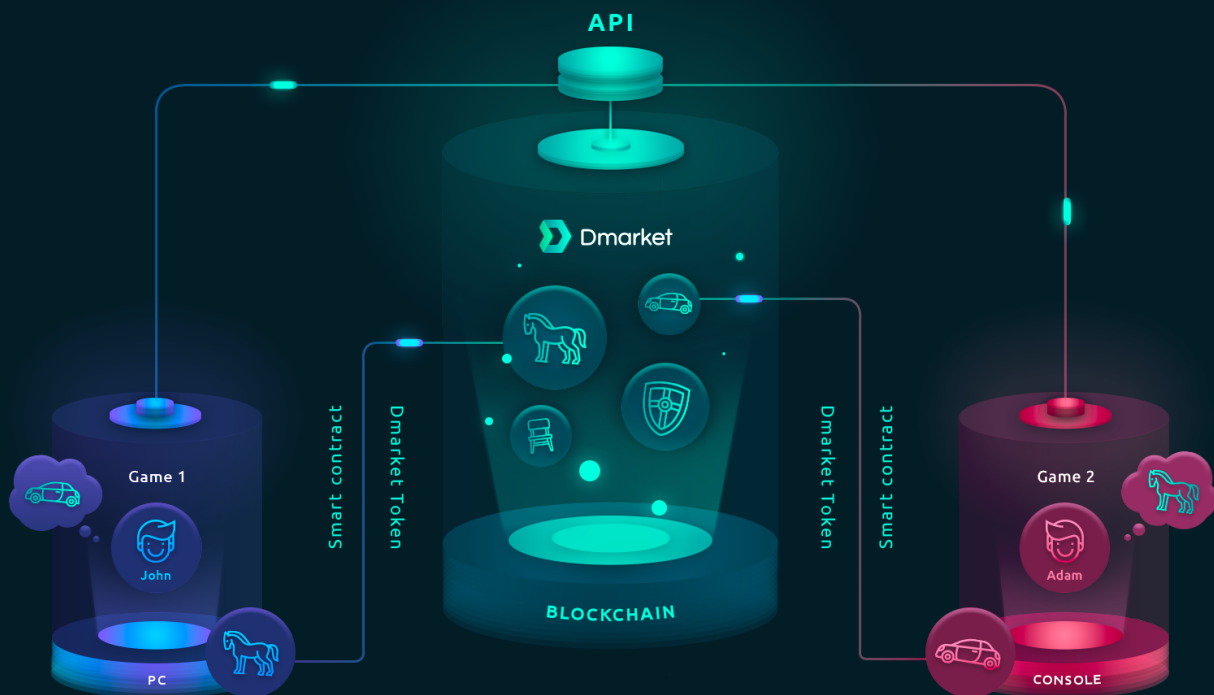 API
Dmarket
Game 1
John
PC
Smart contract
Dmarket Token
BLOCKCHAIN
Dmarket Token
Smart contract
Game 2
Adam
CONSOLE